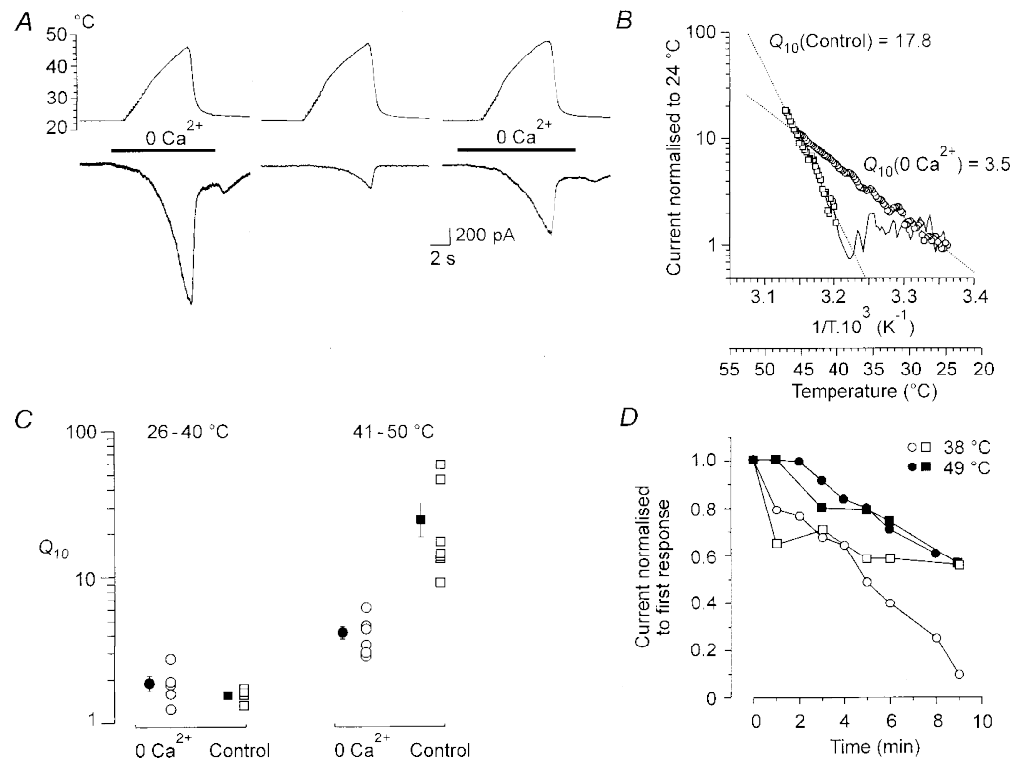 A
°C
50
40
30
20
0 Ca²⁺
0 Ca²⁺
200 pA
2 s
B
Current normalised to 24 °C
100
10
1
Q₁₀(Control) = 17.8
Q₁₀(0 Ca²⁺) = 3.5
3.1 3.2 3.3 3.4
1/T.10³ (K⁻¹)
55 50 45 40 35 30 25 20
Temperature (°C)
C
Q₁₀
100
10
1
26-40 °C
41-50 °C
0 Ca²⁺ Control
0 Ca²⁺ Control
D
Current normalised
to first response
1.0
0.8
0.6
0.4
0.2
0
38 °C
49 °C
0 2 4 6 8 10
Time (min)